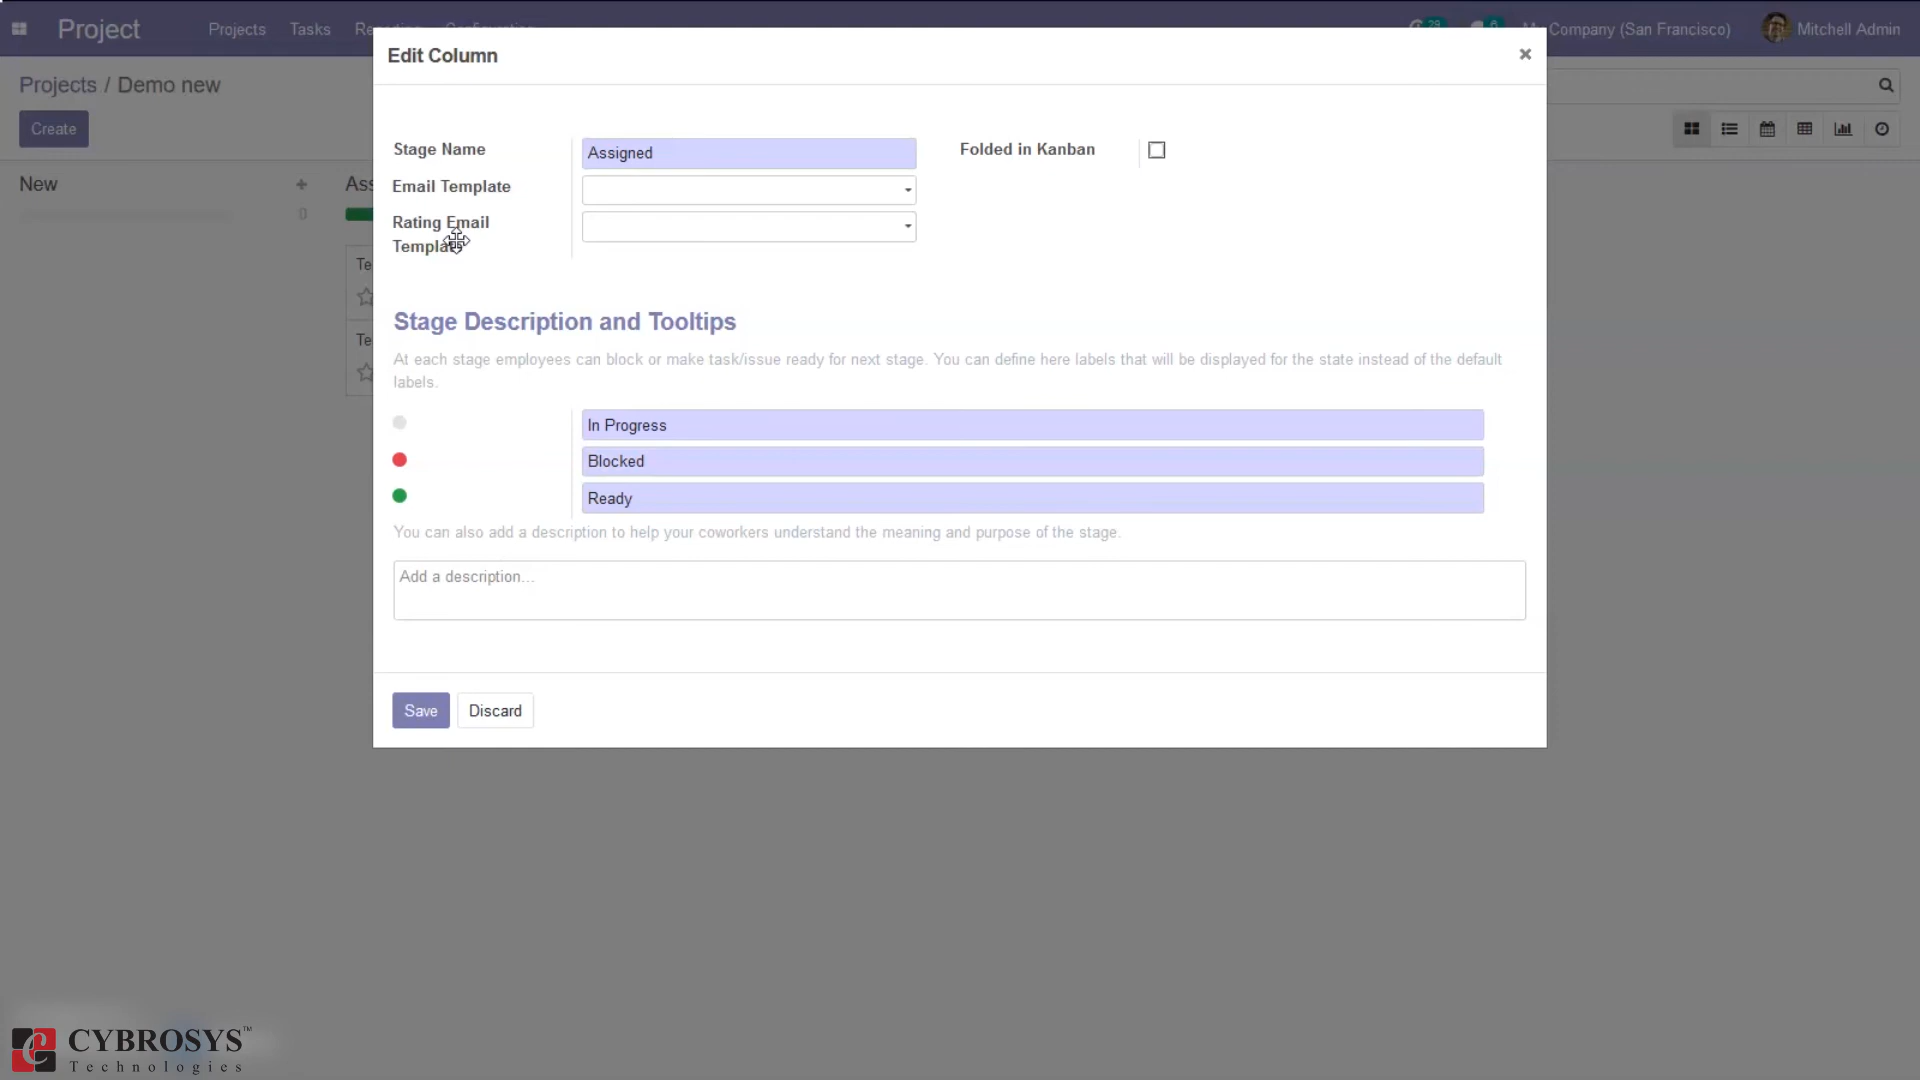 Project
Projects
Tasks
29
6
Company (San Francisco)
Mitchell Admin
Projects / Demo new
Create
New
0
Edit Column
×
Stage Name
Assigned
Folded in Kanban
Email Template
Rating Email
Template
Stage Description and Tooltips
At each stage employees can block or make task/issue ready for next stage. You can define here labels that will be displayed for the state instead of the default
labels.
In Progress
Blocked
Ready
You can also add a description to help your coworkers understand the meaning and purpose of the stage.
Add a description...
Save
Discard
CYBROSYS™
Technologies